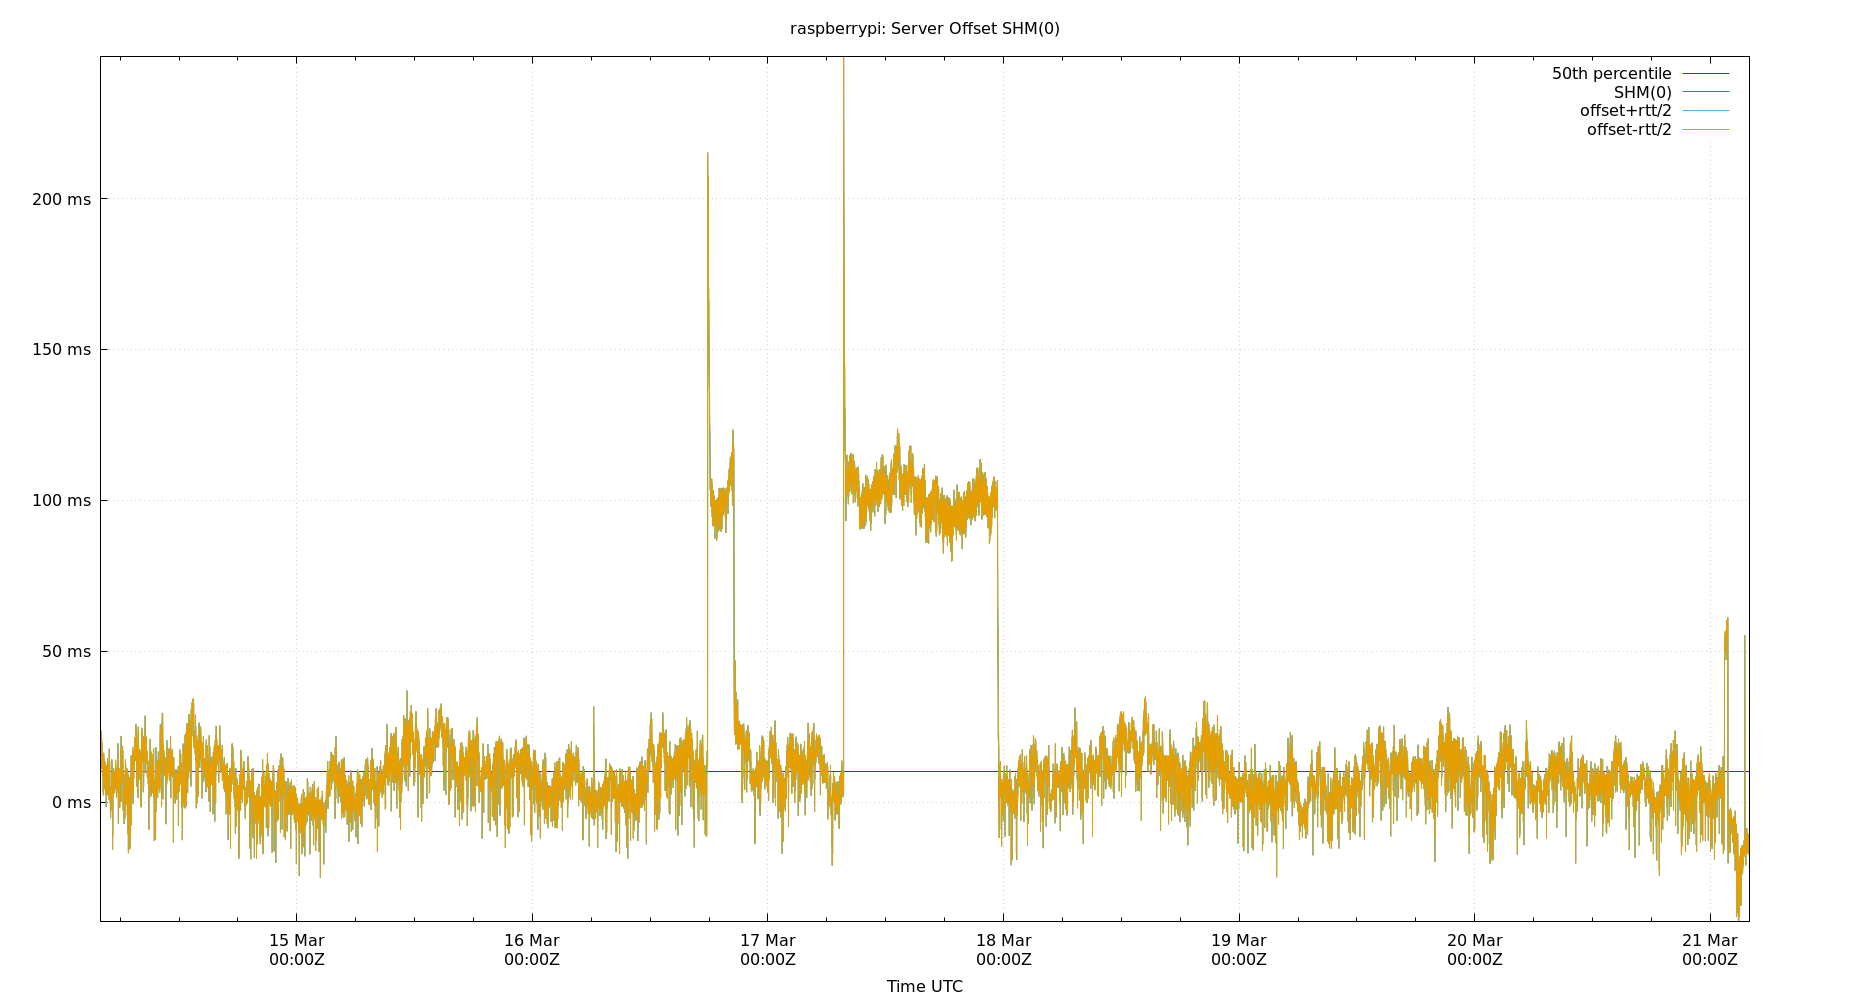 raspberrypi: Server Offset SHM(0)
50th percentile
SHM(0)
offset+rtt/2
offset-rtt/2
200 ms
150 ms
100 ms
50 ms
0 ms
15 Mar 16 Mar 17 Mar 18 Mar 19 Mar 20 Mar 21 Mar
00:00Z 00:00Z 00:00Z 00:00Z 00:00Z 00:00Z 00:00Z
Time UTC